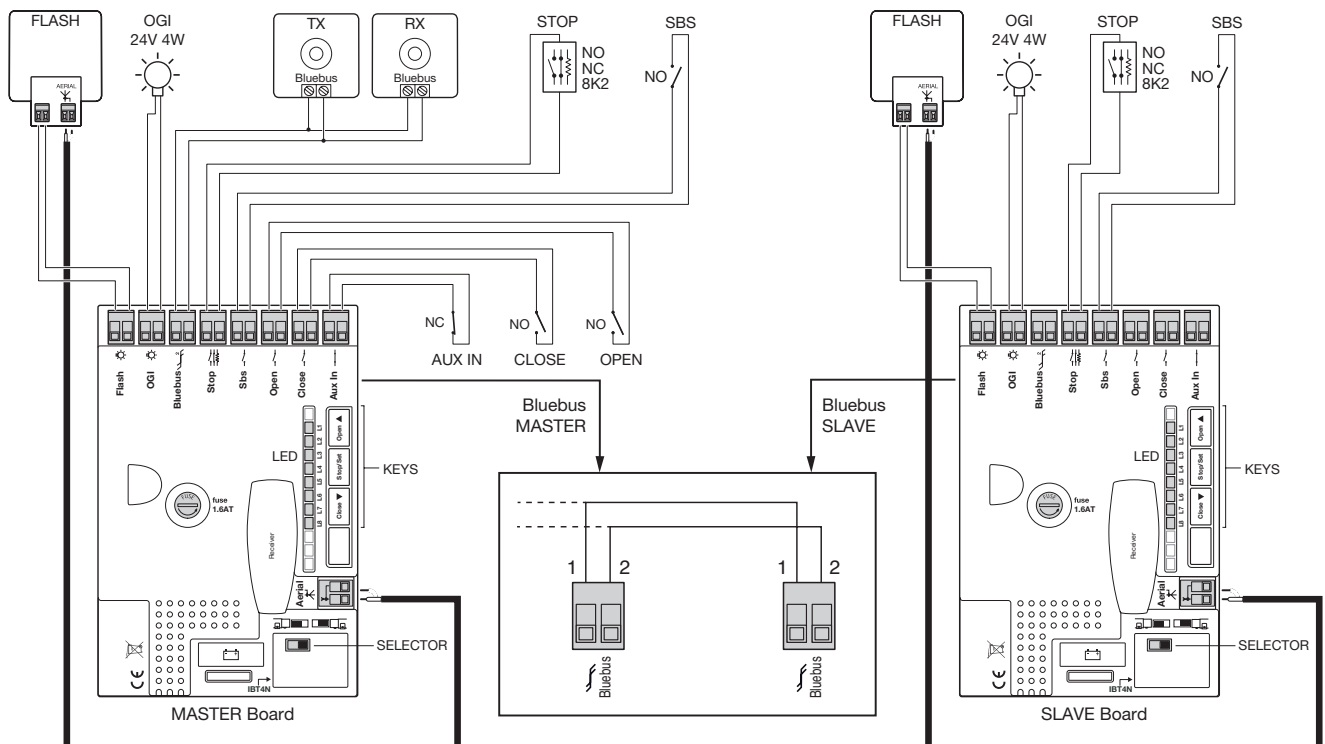 FLASH
AERIAL
OGI
24V 4W
TX
Bluebus
RX
Bluebus
STOP
NO
NC
8K2
SBS
NO
NC
AUX IN
NO
CLOSE
NO
OPEN
Flash
OGI
Bluebus
Stop
Sbs
Open
Close
Aux In
LED
L1
L2
L3
L4
L5
L6
L7
L8
Open ▲
Stop/Set
Close ▼
KEYS
FUSE
fuse
1.6AT
Receiver
Aerial
SELECTOR
IBT4N
CE
MASTER Board
Bluebus
MASTER
Bluebus
SLAVE
1 2
Bluebus
1 2
Bluebus
FLASH
AERIAL
OGI
24V 4W
STOP
NO
NC
8K2
SBS
NO
Flash
OGI
Bluebus
Stop
Sbs
Open
Close
Aux In
LED
L1
L2
L3
L4
L5
L6
L7
L8
Open ▲
Stop/Set
Close ▼
KEYS
FUSE
fuse
1.6AT
Receiver
Aerial
SELECTOR
IBT4N
CE
SLAVE Board